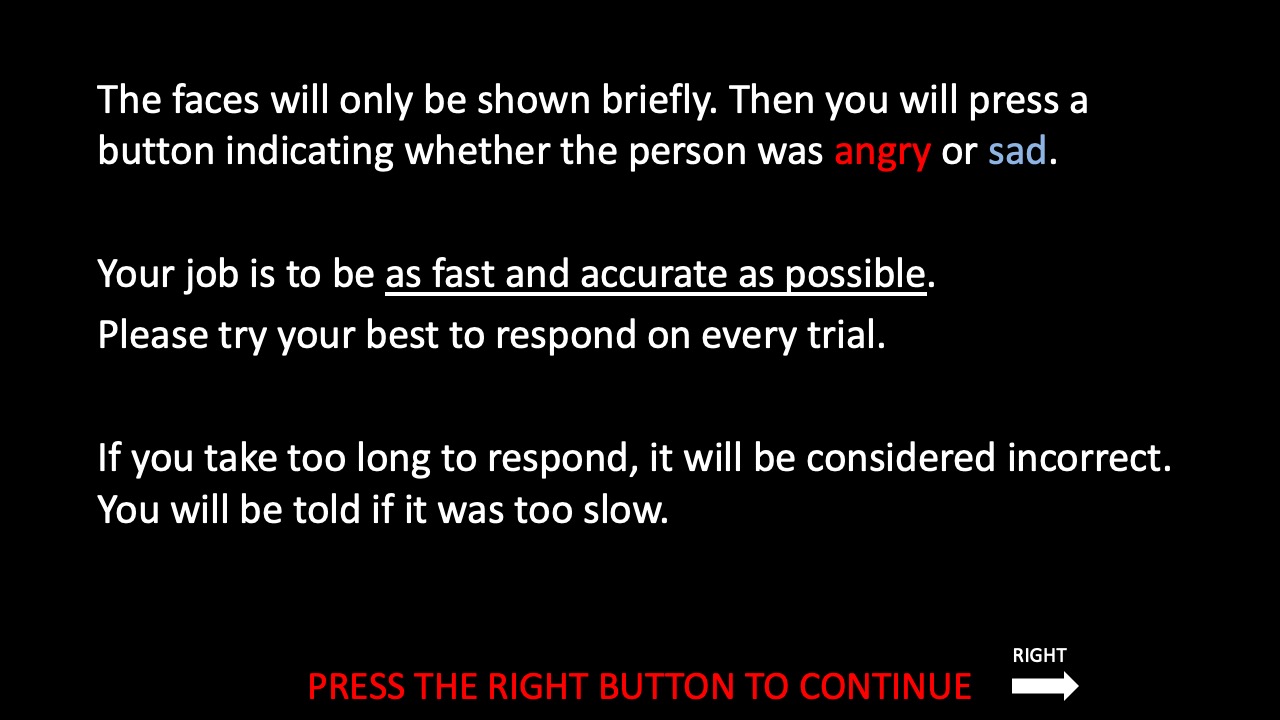 The faces will only be shown briefly. Then you will press a
button indicating whether the person was angry or sad.
Your job is to be as fast and accurate as possible.
Please try your best to respond on every trial.
If you take too long to respond, it will be considered incorrect.
You will be told if it was too slow.
RIGHT
PRESS THE RIGHT BUTTON TO CONTINUE